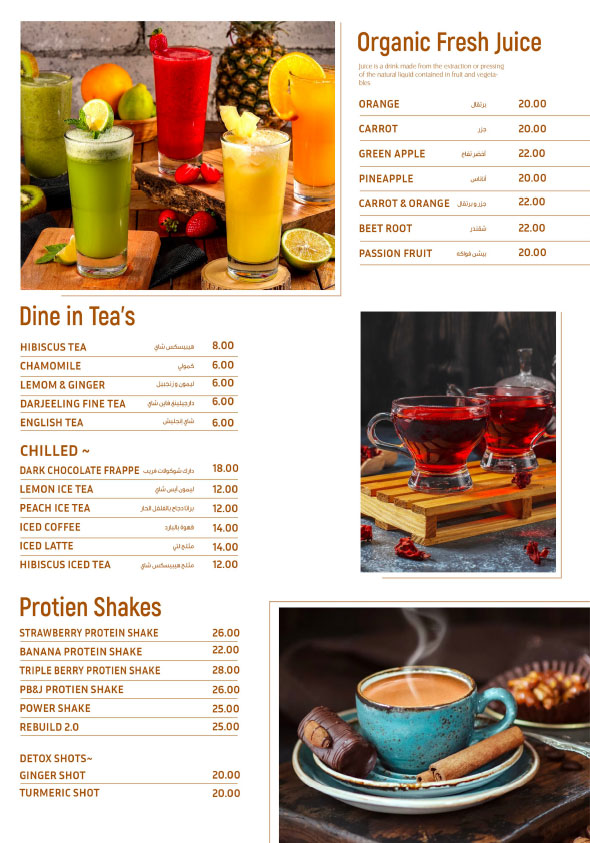 Organic Fresh Juice
Juice is a drink made from the extraction or pressing
of the natural liquid contained in fruit and vegeta-
bles
ORANGE برتقال 20.00
CARROT جزر 20.00
GREEN APPLE أخضر تفاح 22.00
PINEAPPLE أناناس 20.00
CARROT & ORANGE جزر و برتقال 22.00
BEET ROOT شمندر 22.00
PASSION FRUIT بيشن فواكه 20.00
Dine in Tea's
HIBISCUS TEA هيبيسكس شاي 8.00
CHAMOMILE كمولي 6.00
LEMOM & GINGER ليمون و زنجبيل 6.00
DARJEELING FINE TEA دارجيلينغ فاين شاي 6.00
ENGLISH TEA شاي انجليش 6.00
CHILLED ~
DARK CHOCOLATE FRAPPE دارك شوكولات فريب 18.00
LEMON ICE TEA ليمون آيس شاي 12.00
PEACH ICE TEA 12.00
ICED COFFEE قهوة بالبارد 14.00
ICED LATTE مثلج لتي 14.00
HIBISCUS ICED TEA مثلج هيبيسكس شاي 12.00
Protien Shakes
STRAWBERRY PROTEIN SHAKE 26.00
BANANA PROTEIN SHAKE 22.00
TRIPLE BERRY PROTIEN SHAKE 28.00
PB&J PROTIEN SHAKE 26.00
POWER SHAKE 25.00
REBUILD 2.0 25.00
DETOX SHOTS~
GINGER SHOT 20.00
TURMERIC SHOT 20.00